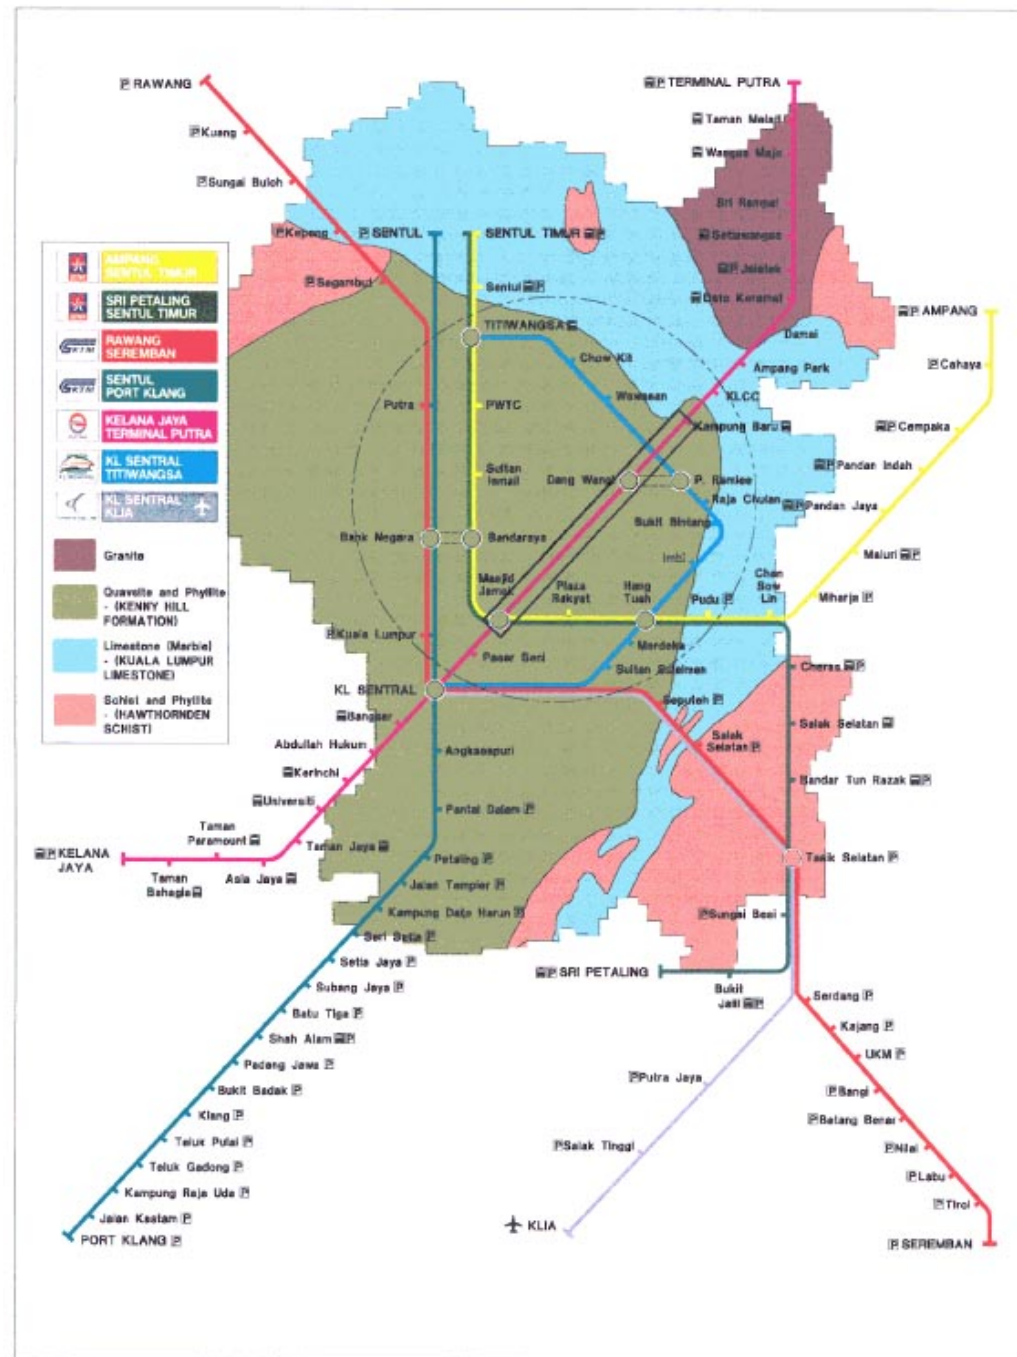 RAWANG
Kuang
Sungai Buloh
Kepong
Segambut
SENTUL
SENTUL TIMUR
Sentul
TITIWANGSA
TERMINAL PUTRA
Taman Melati
Wangsa Maju
Sri Rampai
Setiawangsa
Jelatek
Dato Keramat
Damai
Ampang Park
KLCC
Kampung Baru
AMPANG
Cahaya
Cempaka
Pandan Indah
Pandan Jaya
Maluri
Miharja
AMPANG
SENTUL TIMUR
SRI PETALING
SENTUL TIMUR
RAWANG
SEREMBAN
SENTUL
PORT KLANG
KELANA JAYA
TERMINAL PUTRA
KL SENTRAL
TITIWANGSA
KL SENTRAL
KLIA
Granite
Quavelite and Phyllite
- (KENNY HILL
FORMATION)
Limestone (Marble)
- (KUALA LUMPUR
LIMESTONE)
Schist and Phyllite
- (HAWTHORNDEN
SCHIST)
Chow Kit
Wawasan
Putra
PWTC
Sultan
Ismail
Dang Wangi
P. Ramlee
Raja Chulan
Bukit Bintang
Imbi
Bank Negara
Bandaraya
Masjid
Jamek
Plaza
Rakyat
Hang
Tuah
Pudu
Chan
Sow
Lin
Kuala Lumpur
Pasar Seni
Merdeka
Sultan Sulaiman
Cheras
KL SENTRAL
Seputeh
Bangsar
Salak
Selatan
Salak Selatan
Abdullah Hukum
Angkasapuri
Kerinchi
Bandar Tun Razak
Universiti
Pantai Dalam
Taman
Paramount
Taman Jaya
KELANA
JAYA
Taman
Bahagia
Asia Jaya
Petaling
Tasik Selatan
Jalan Templer
Kampung Dato Harun
Sungai Besi
Seri Setia
Setia Jaya
SRI PETALING
Bukit
Jalil
Subang Jaya
Batu Tiga
Shah Alam
Padang Jawa
Bukit Badak
Klang
Teluk Pulai
Teluk Gadong
Kampung Raja Uda
Jalan Kastam
PORT KLANG
Serdang
Kajang
UKM
Putra Jaya
Bangi
Batang Benar
Salak Tinggi
Nilai
Labu
Tiroi
KLIA
SEREMBAN